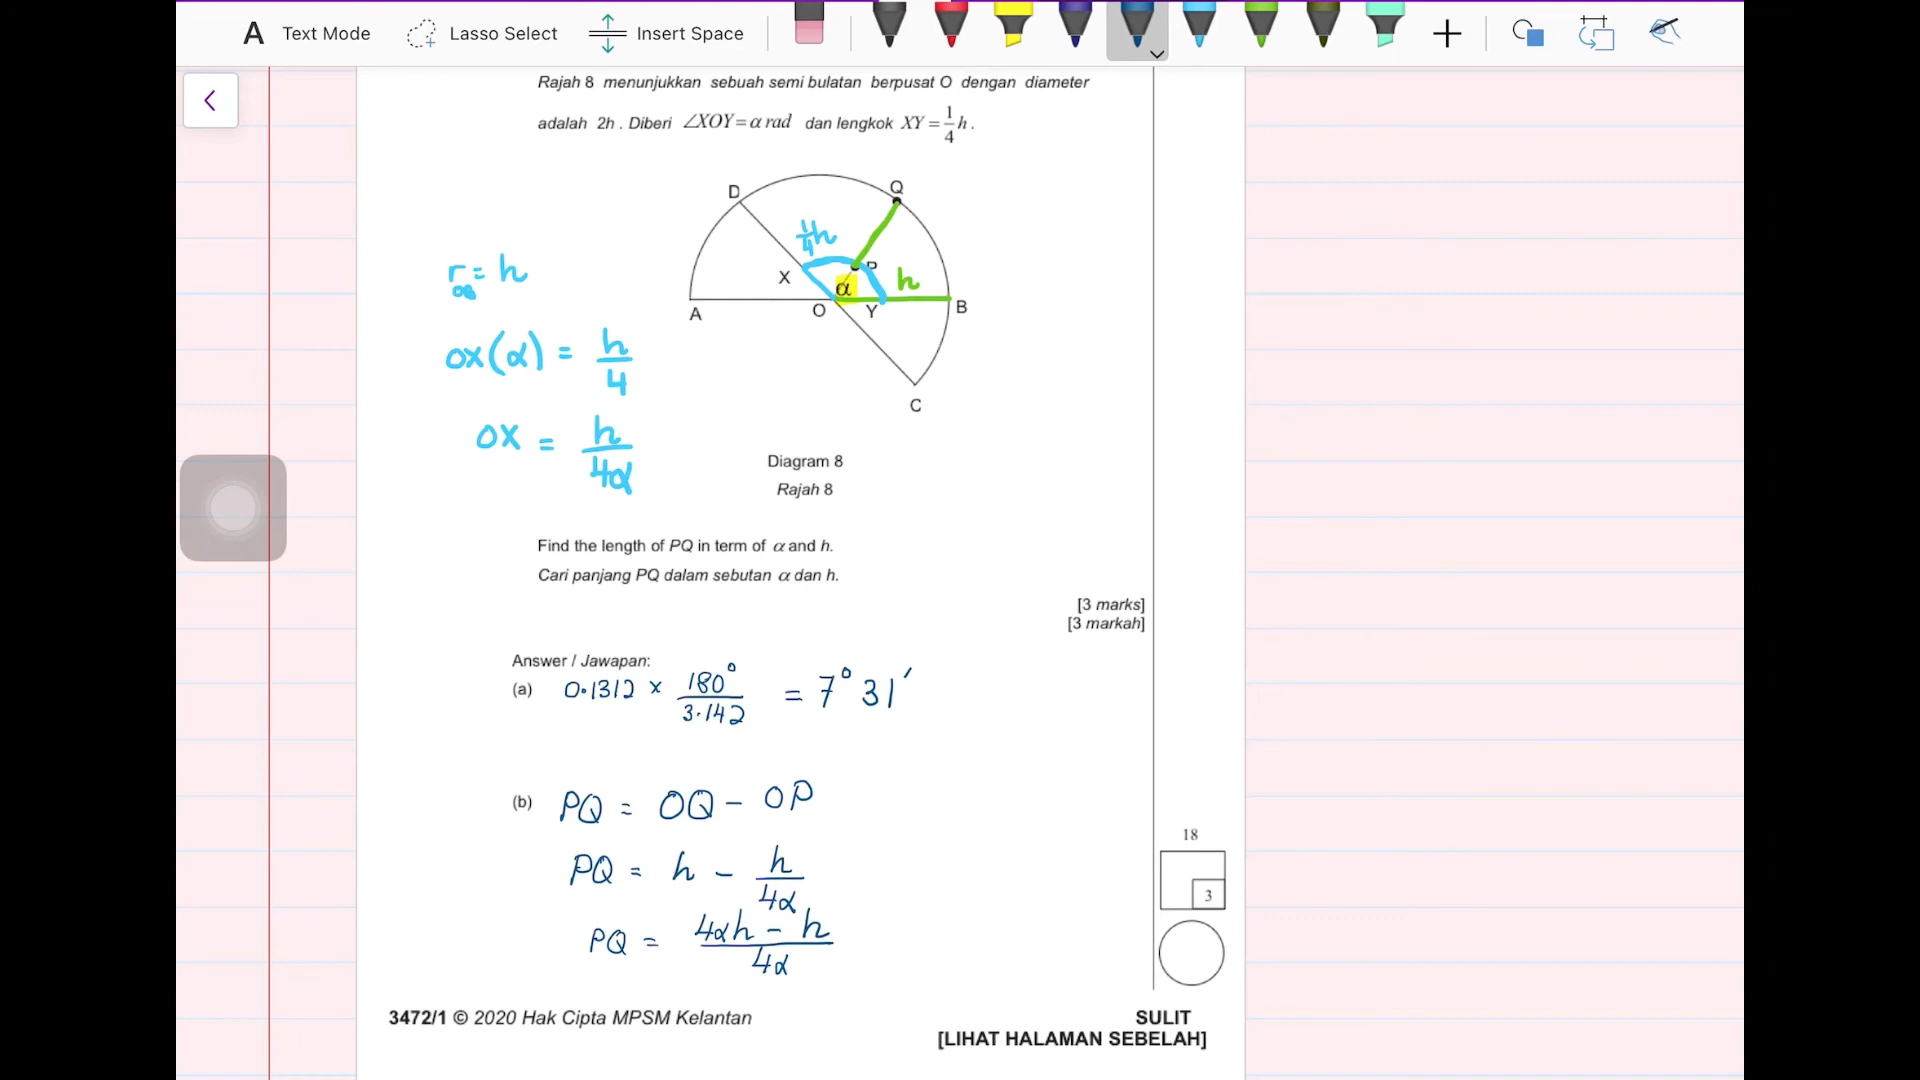 A Text Mode Lasso Select Insert Space
Rajah 8 menunjukkan sebuah semi bulatan berpusat O dengan diameter
adalah 2h . Diberi ∠XOY = α rad dan lengkok XY = 1/4 h .
D
Q
1/4 h
X
P
α
h
A
O
Y
B
C
r = h
ox(α) = h/4
ox = h/4α
Diagram 8
Rajah 8
Find the length of PQ in term of α and h.
Cari panjang PQ dalam sebutan α dan h.
[3 marks]
[3 markah]
Answer / Jawapan:
(a) 0.1312 × 180°/3.142 = 7° 31′
(b) PQ = OQ - OP
PQ = h - h/4α
PQ = 4αh - h/4α
18
3
3472/1 © 2020 Hak Cipta MPSM Kelantan
SULIT
[LIHAT HALAMAN SEBELAH]